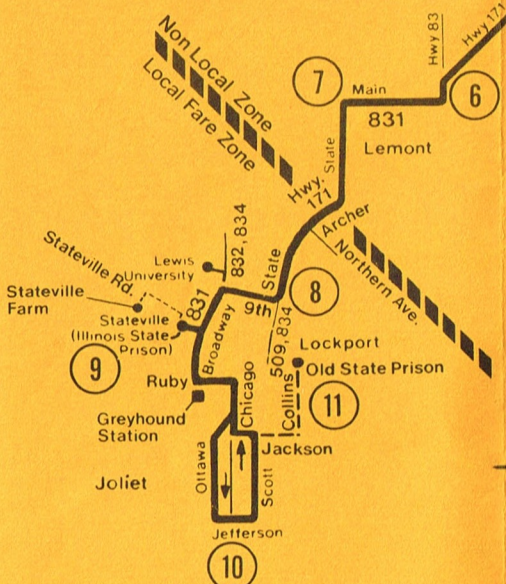 Hwy 83
Hwy 171
Non Local Zone
Local Fare Zone
7
Main
6
831
State
Lemont
Hwy.
171
Archer
Northern Ave.
832, 834
Lewis
University
State
Stateville Rd.
831
9th
8
Stateville
Farm
Stateville
(Illinois State
Prison)
Broadway
509, 834
Lockport
Old State Prison
9
Ruby
Chicago
Collins
11
Greyhound
Station
Jackson
Ottawa
Scott
Joliet
Jefferson
10